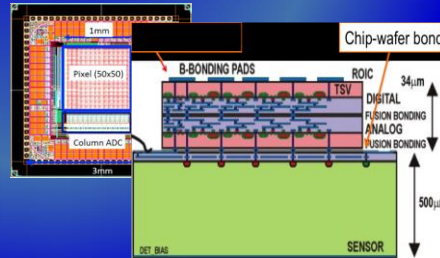 1mm
Pixel (50x50)
Column ADC
3mm
Chip-wafer bond
B-BONDING PADS
ROIC
TSV
34µm
DIGITAL
FUSION BONDING
ANALOG
FUSION BONDING
500µ
DET_BIAS
SENSOR